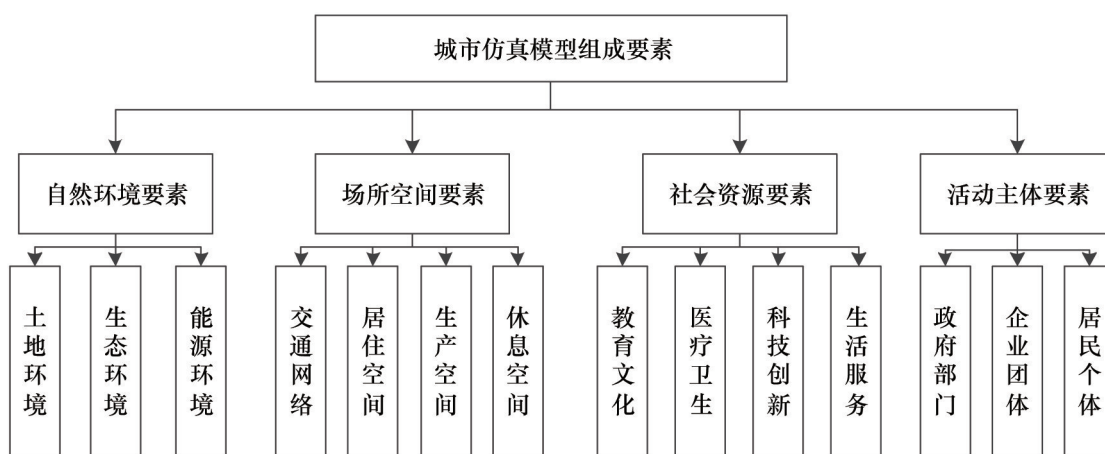 城市仿真模型组成要素
自然环境要素
场所空间要素
社会资源要素
活动主体要素
土地环境
生态环境
能源环境
交通网络
居住空间
生产空间
休息空间
教育文化
医疗卫生
科技创新
生活服务
政府部门
企业团体
居民个体